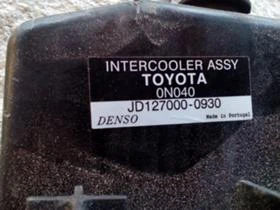 INTERCOOLER ASSY
TOYOTA
0N040
JD127000-0930
DENSO Made in Portugal